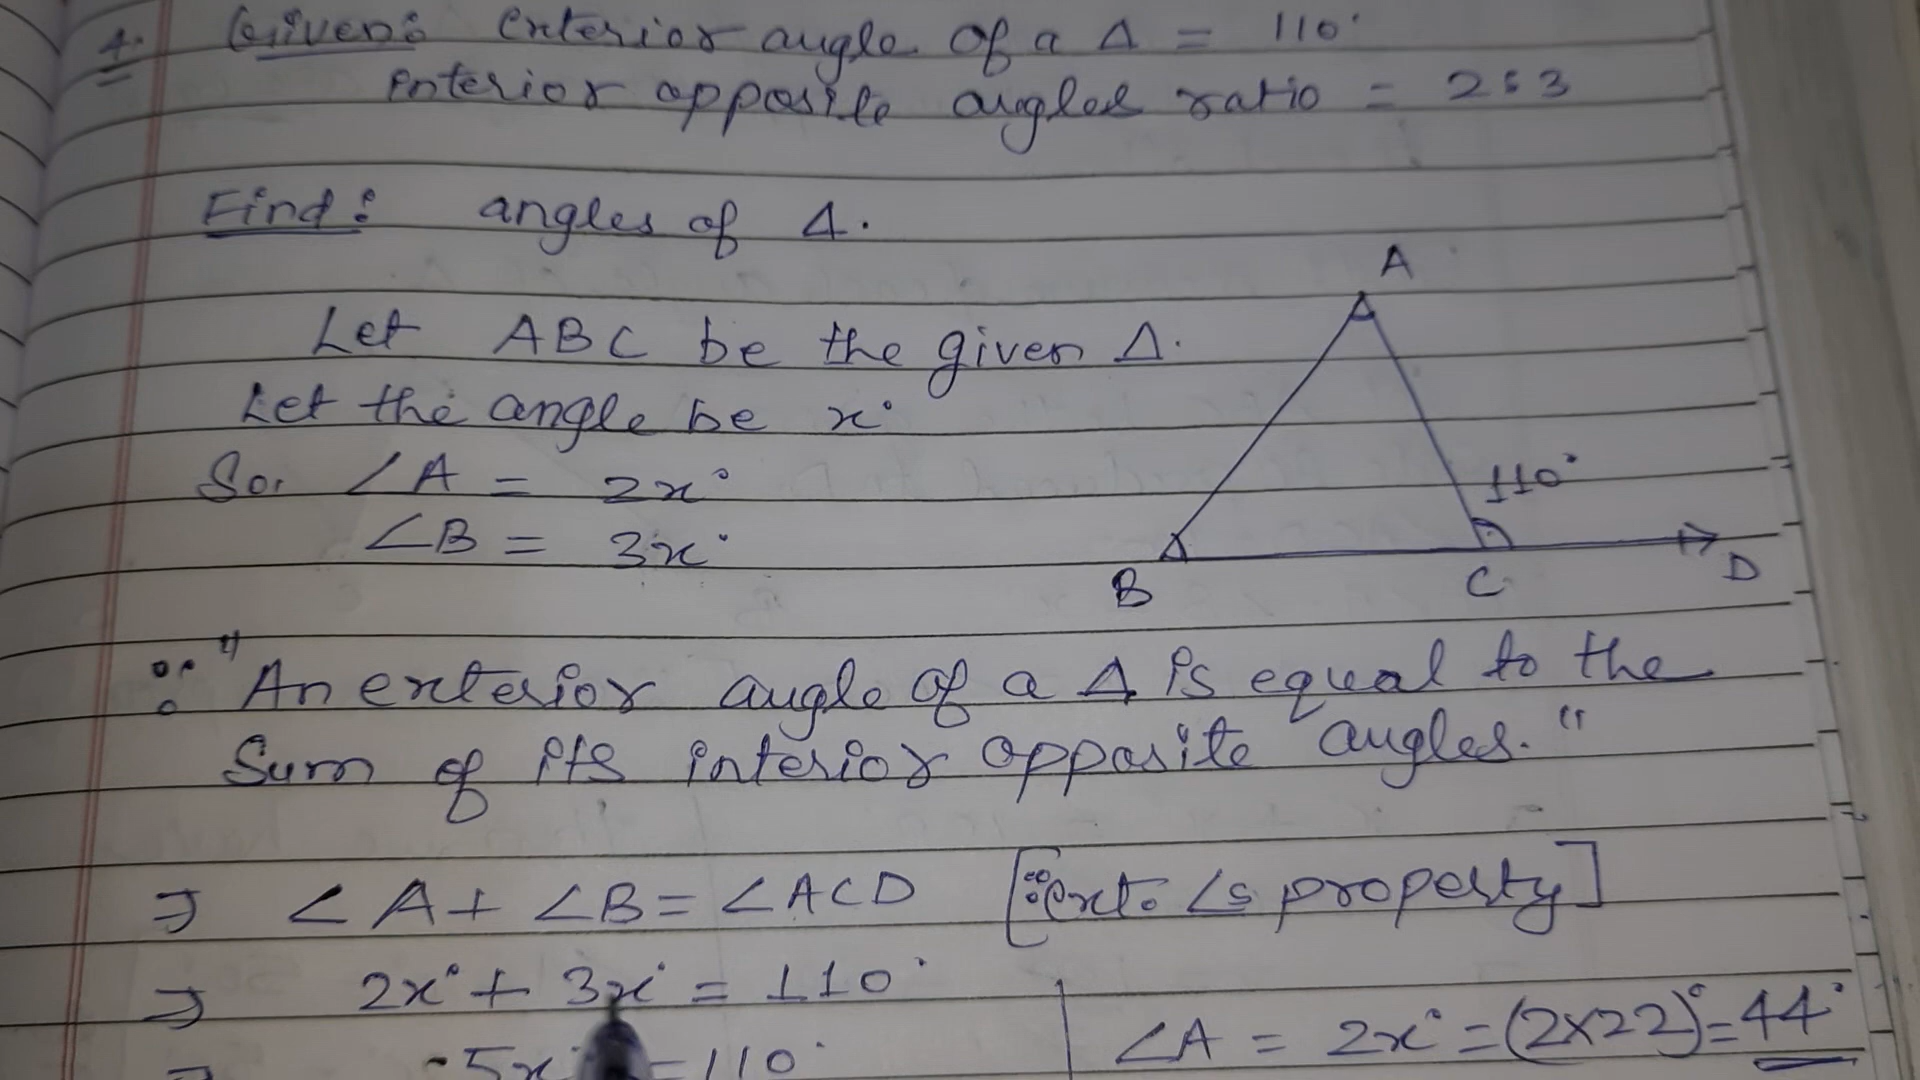 4. Given: Exterior angle of a Δ = 110°
interior opposite angles ratio = 2:3
Find: angles of Δ.
A
Let ABC be the given Δ.
Let the angle be x°
So, ∠A = 2x°
110°
∠B = 3x°
B C D
∵ "An exterior angle of a Δ is equal to the
Sum of its interior opposite angles."
⇒ ∠A + ∠B = ∠ACD [∵ ext. ∠s property]
⇒ 2x° + 3x° = 110°
⇒ 5x° = 110°
∠A = 2x° = (2×22)° = 44°